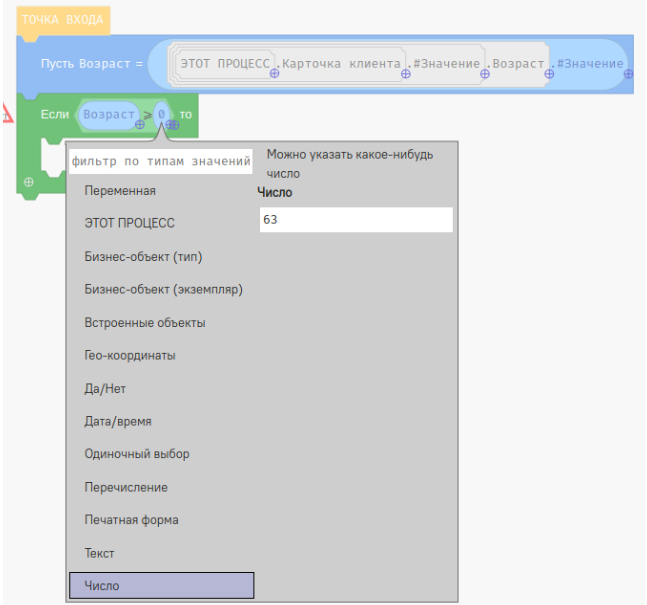 ТОЧКА ВХОДА
Пусть Возраст = ЭТОТ ПРОЦЕСС .Карточка клиента .#Значение .Возраст .#Значение
Если Возраст ⩾ 0 то
фильтр по типам значений
Переменная
ЭТОТ ПРОЦЕСС
Бизнес-объект (тип)
Бизнес-объект (экземпляр)
Встроенные объекты
Гео-координаты
Да/Нет
Дата/время
Одиночный выбор
Перечисление
Печатная форма
Текст
Число
Можно указать какое-нибудь
число
Число
63